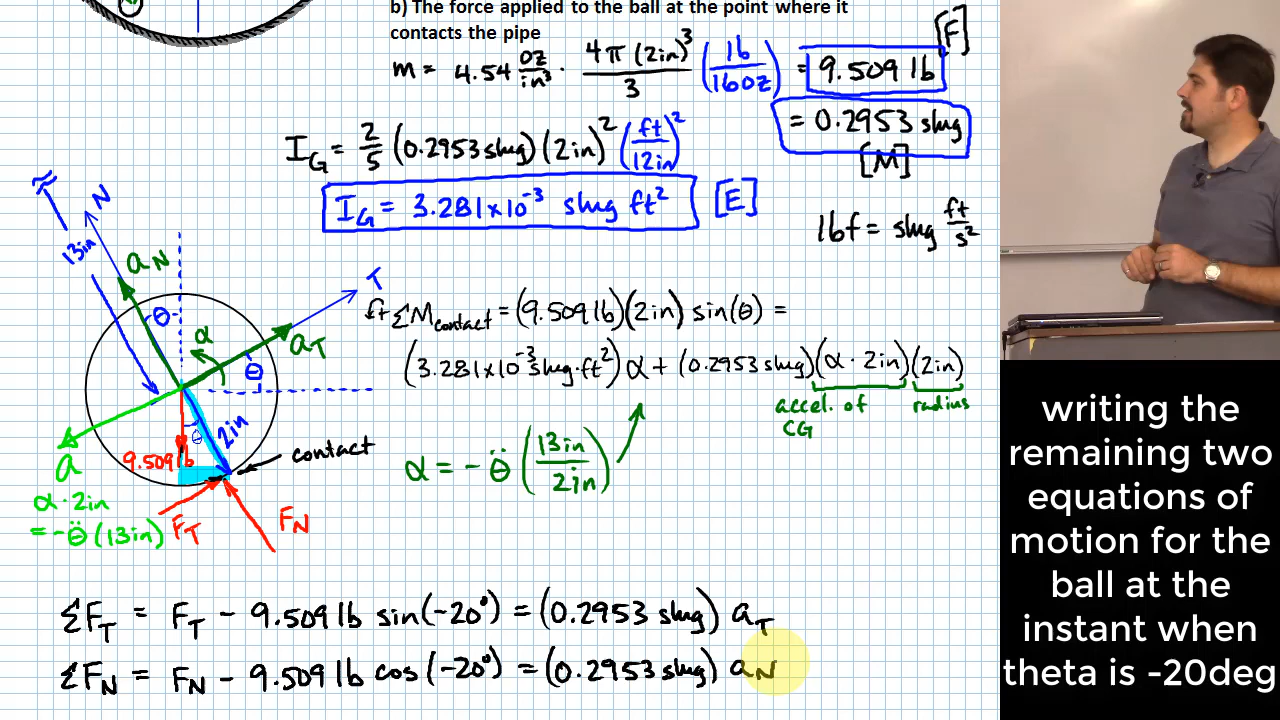 b) The force applied to the ball at the point where it
contacts the pipe
[F]
m = 4.54 oz/in³ · 4π(2in)³/3 (1b/16oz) = 9.509 lb
= 0.2953 slug
[M]
I_G = 2/5 (0.2953 slug)(2in)² (ft/12in)²
I_G = 3.281×10⁻³ slug ft² [E]
lbf = slug ft/s²
N
13in
a_N
T
θ
α
a_T
θ
ΣM_contact = (9.509 lb)(2in) sin(θ) =
(3.281×10⁻³ slug·ft²) α + (0.2953 slug)(α · 2in)(2in)
accel. of
CG
radius
θ
2in
9.509 lb
contact
α = - θ̈ (13in/2in)
a
α · 2in
= -θ̈ (13in)
F_T
F_N
ΣF_T = F_T - 9.509 lb sin(-20°) = (0.2953 slug) a_T
ΣF_N = F_N - 9.509 lb cos(-20°) = (0.2953 slug) a_N
writing the
remaining two
equations of
motion for the
ball at the
instant when
theta is -20deg